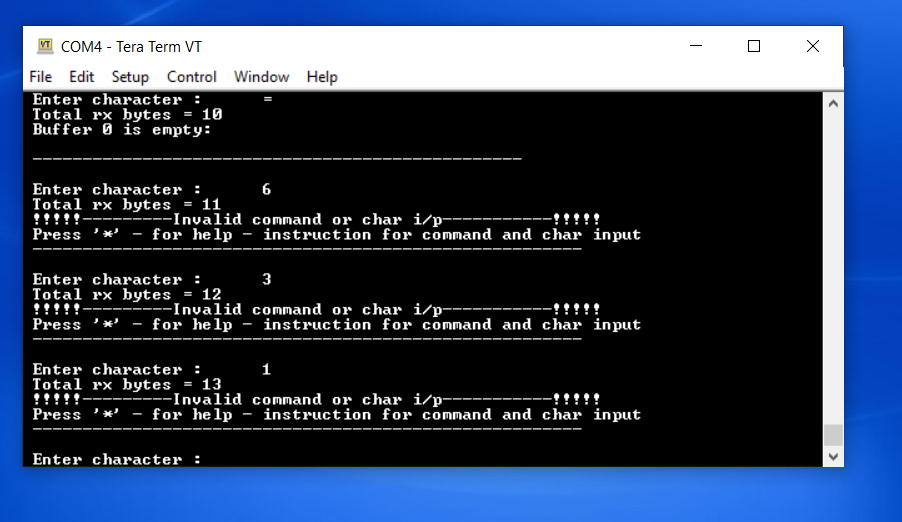 COM4 - Tera Term VT
File Edit Setup Control Window Help
Enter character :      =
Total rx bytes = 10
Buffer 0 is empty:
-------------------------------------------------
Enter character :      6
Total rx bytes = 11
!!!!!---------Invalid command or char i/p-----------!!!!!
Press '*' - for help - instruction for command and char input
-------------------------------------------------------
Enter character :      3
Total rx bytes = 12
!!!!!---------Invalid command or char i/p-----------!!!!!
Press '*' - for help - instruction for command and char input
-------------------------------------------------------
Enter character :      1
Total rx bytes = 13
!!!!!---------Invalid command or char i/p-----------!!!!!
Press '*' - for help - instruction for command and char input
-------------------------------------------------------
Enter character :